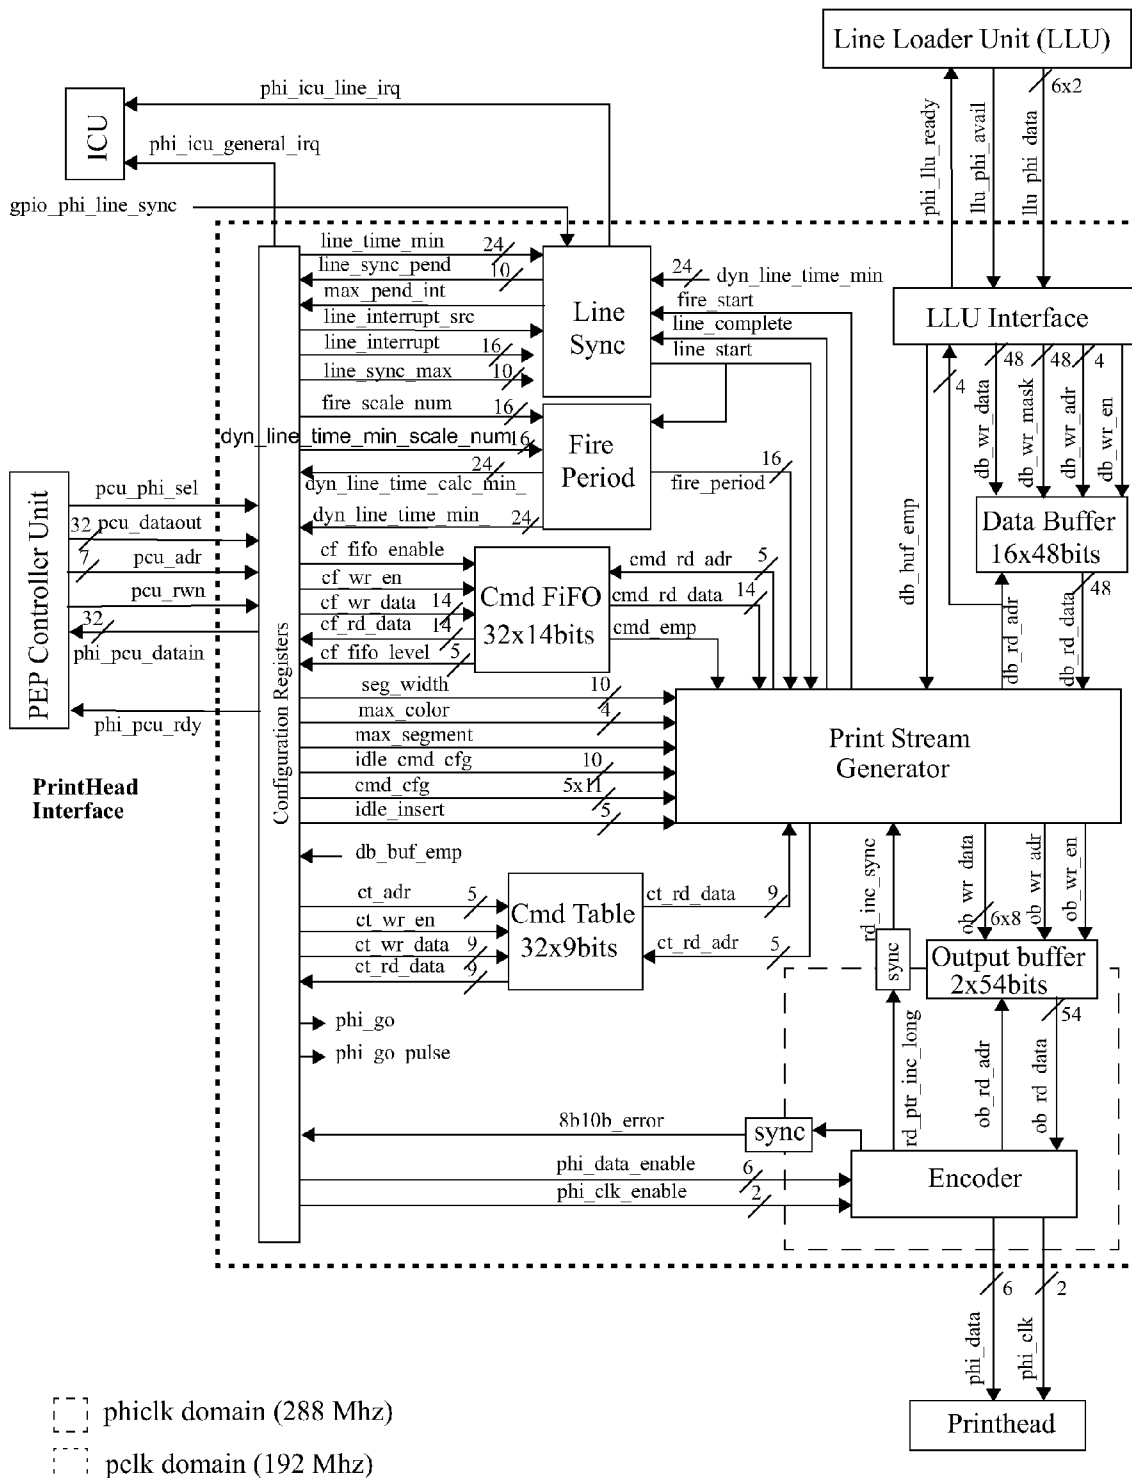 Line Loader Unit (LLU)
6x2
phi_llu_ready
llu_phi_avail
llu_phi_data
ICU
phi_icu_line_irq
phi_icu_general_irq
gpio_phi_line_sync
line_time_min
24
line_sync_pend
10
max_pend_int
line_interrupt_src
line_interrupt
16
line_sync_max
10
Line
Sync
24
dyn_line_time_min
fire_start
line_complete
line_start
LLU Interface
4
48
48
4
db_wr_data
db_wr_mask
db_wr_adr
db_wr_en
fire_scale_num
16
dyn_line_time_min_scale_num
16
24
dyn_line_time_calc_min_
dyn_line_time_min_
24
Fire
Period
16
fire_period
Data Buffer
16x48bits
48
db_buf_emp
db_rd_adr
db_rd_data
PEP Controller Unit
pcu_phi_sel
32
pcu_dataout
7
pcu_adr
pcu_rwn
32
phi_pcu_datain
phi_pcu_rdy
PrintHead
Interface
Configuration Registers
cf_fifo_enable
cf_wr_en
cf_wr_data
14
cf_rd_data
14
cf_fifo_level
5
Cmd FiFO
32x14bits
cmd_rd_adr
5
cmd_rd_data
14
cmd_emp
seg_width
10
max_color
4
max_segment
idle_cmd_cfg
10
cmd_cfg
5x11
idle_insert
5
Print Stream
Generator
db_buf_emp
ct_adr
5
ct_wr_en
ct_wr_data
9
ct_rd_data
9
Cmd Table
32x9bits
ct_rd_data
9
ct_rd_adr
5
rd_inc_sync
ob_wr_data
6x8
ob_wr_adr
ob_wr_en
sync
Output buffer
2x54bits
54
rd_ptr_inc_long
ob_rd_adr
ob_rd_data
phi_go
phi_go_pulse
8b10b_error
sync
phi_data_enable
6
phi_clk_enable
2
Encoder
6
2
phi_data
phi_clk
Printhead
phiclk domain (288 Mhz)
pclk domain (192 Mhz)